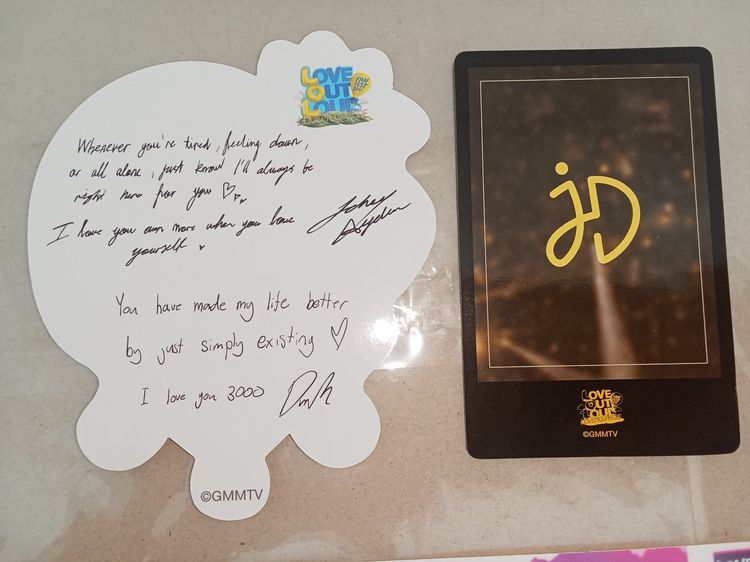 LOVE
OUT
LOUD
FAN
FEST
Whenever you're tired, feeling down,
or all alone, just know I'll always be
right here for you
I love you even more when you love
yourself
You have made my life better
by just simply existing
I love you 3000
©GMMTV
JD
LOVE
OUT
LOUD
©GMMTV